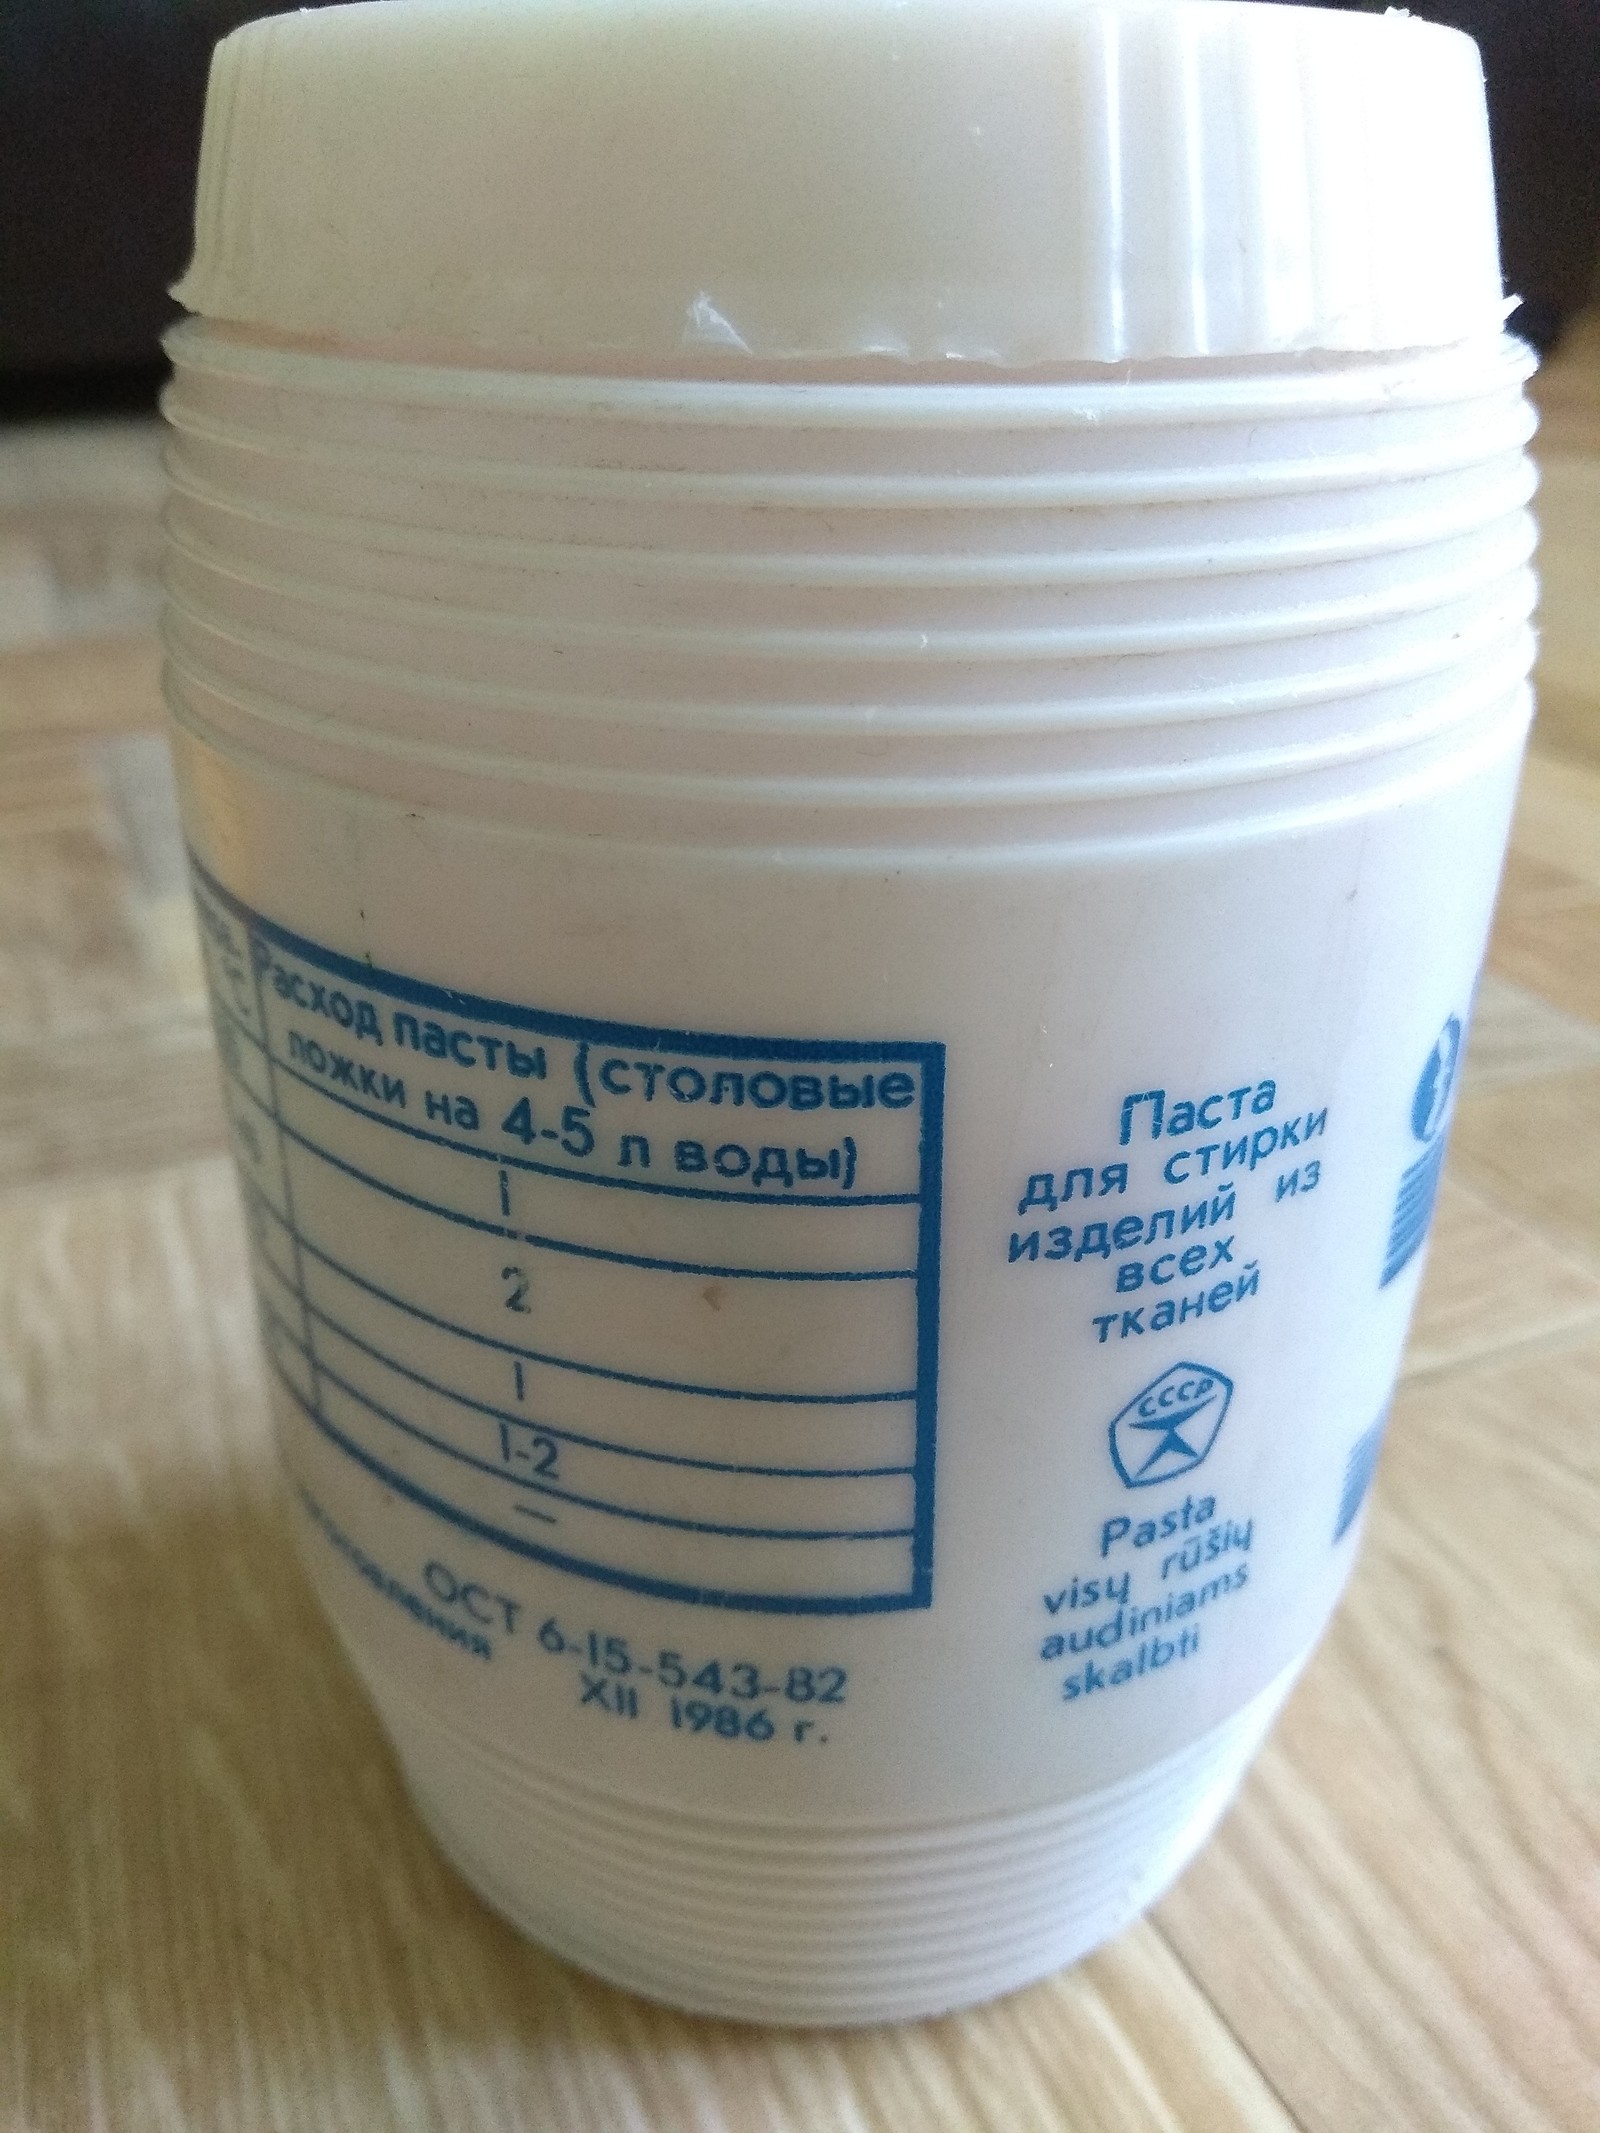 Расход пасты (столовые
ложки на 4-5 л воды)
1
2
1
1-2
—
ОСТ 6-15-543-82
XII 1986 г.
Паста
для стирки
изделий из
всех
тканей
СССР
Pasta
visų rūšių
audiniams
skalbti